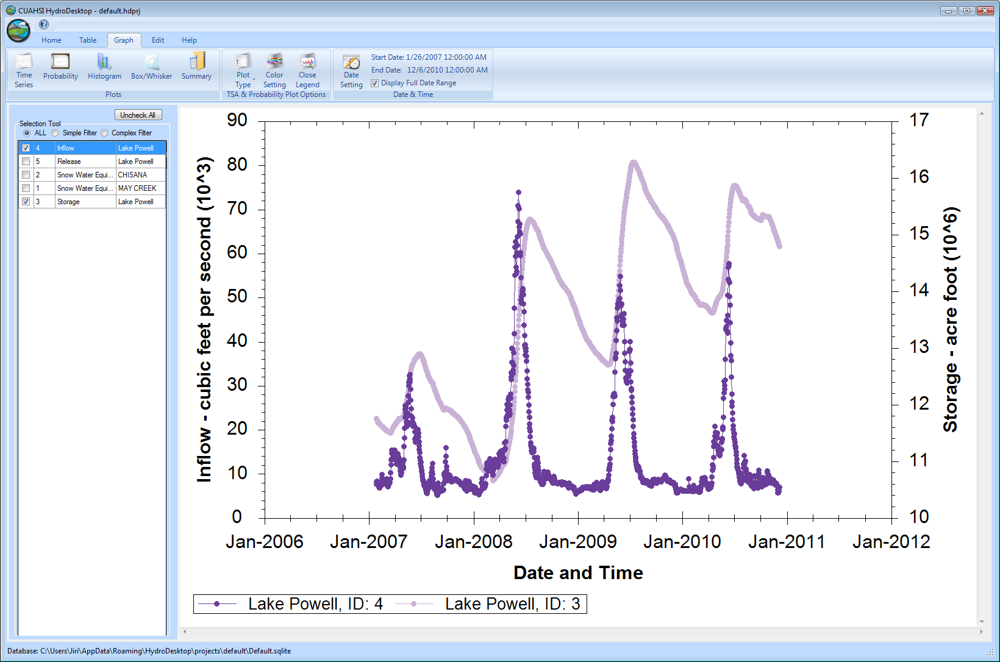 CUAHSI HydroDesktop - default.hdprj
Home Table Graph Edit Help
Time Series Probability Histogram Box/Whisker Summary
Plots
Plot Type Color Setting Close Legend
TSA & Probability Plot Options
Date Setting
Start Date: 1/26/2007 12:00:00 AM
End Date: 12/6/2010 12:00:00 AM
Display Full Date Range
Date & Time
Uncheck All
Selection Tool
ALL Simple Filter Complex Filter
4 Inflow Lake Powell
5 Release Lake Powell
2 Snow Water Equi... CHISANA
1 Snow Water Equi... MAY CREEK
3 Storage Lake Powell
Inflow - cubic feet per second (10^3)
90
80
70
60
50
40
30
20
10
0
17
16
15
14
13
12
11
10
Storage - acre foot (10^6)
Jan-2006 Jan-2007 Jan-2008 Jan-2009 Jan-2010 Jan-2011 Jan-2012
Date and Time
Lake Powell, ID: 4 Lake Powell, ID: 3
Database: C:\Users\Jiri\AppData\Roaming\HydroDesktop\projects\default\Default.sqlite